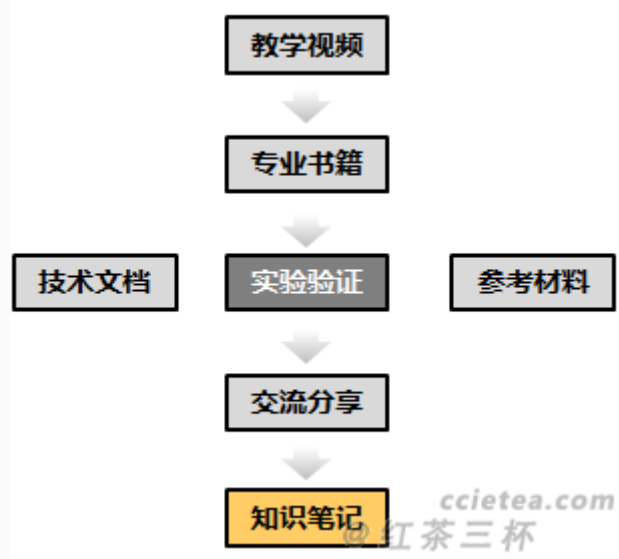 教学视频
专业书籍
技术文档
实验验证
参考材料
交流分享
知识笔记
ccietea.com
@红茶三杯